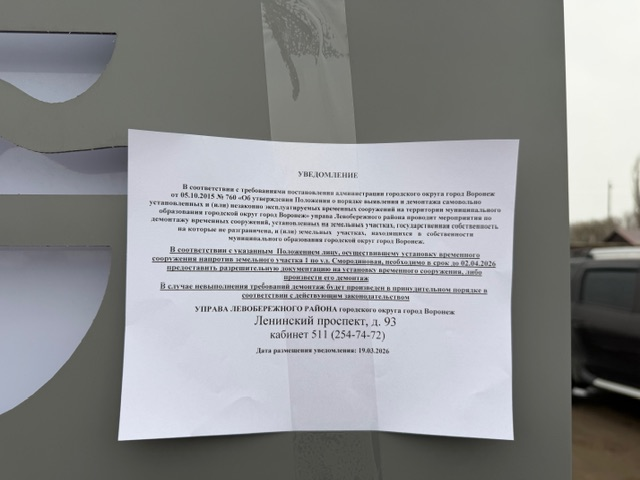 УВЕДОМЛЕНИЕ
В соответствии с требованиями постановления администрации городского округа город Воронеж
от 05.10.2015 № 760 «Об утверждении Положения о порядке выявления и демонтажа самовольно
установленных и (или) незаконно эксплуатируемых временных сооружений на территории муниципального
образования городской округ город Воронеж» управа Левобережного района проводит мероприятия по
демонтажу временных сооружений, установленных на земельных участках, государственная собственность
на которые не разграничена, и (или) земельных участках, находящихся в собственности
муниципального образования городской округ город Воронеж.
В соответствии с указанным Положением лицу, осуществившему установку временного
сооружения напротив земельного участка 1 по ул. Смородиновая, необходимо в срок до 02.04.2026
предоставить разрешительную документацию на установку временного сооружения, либо
произвести его демонтаж
В случае невыполнения требований демонтаж будет произведен в принудительном порядке в
соответствии с действующим законодательством
УПРАВА ЛЕВОБЕРЕЖНОГО РАЙОНА городского округа город Воронеж
Ленинский проспект, д. 93
кабинет 511 (254-74-72)
Дата размещения уведомления: 19.03.2026